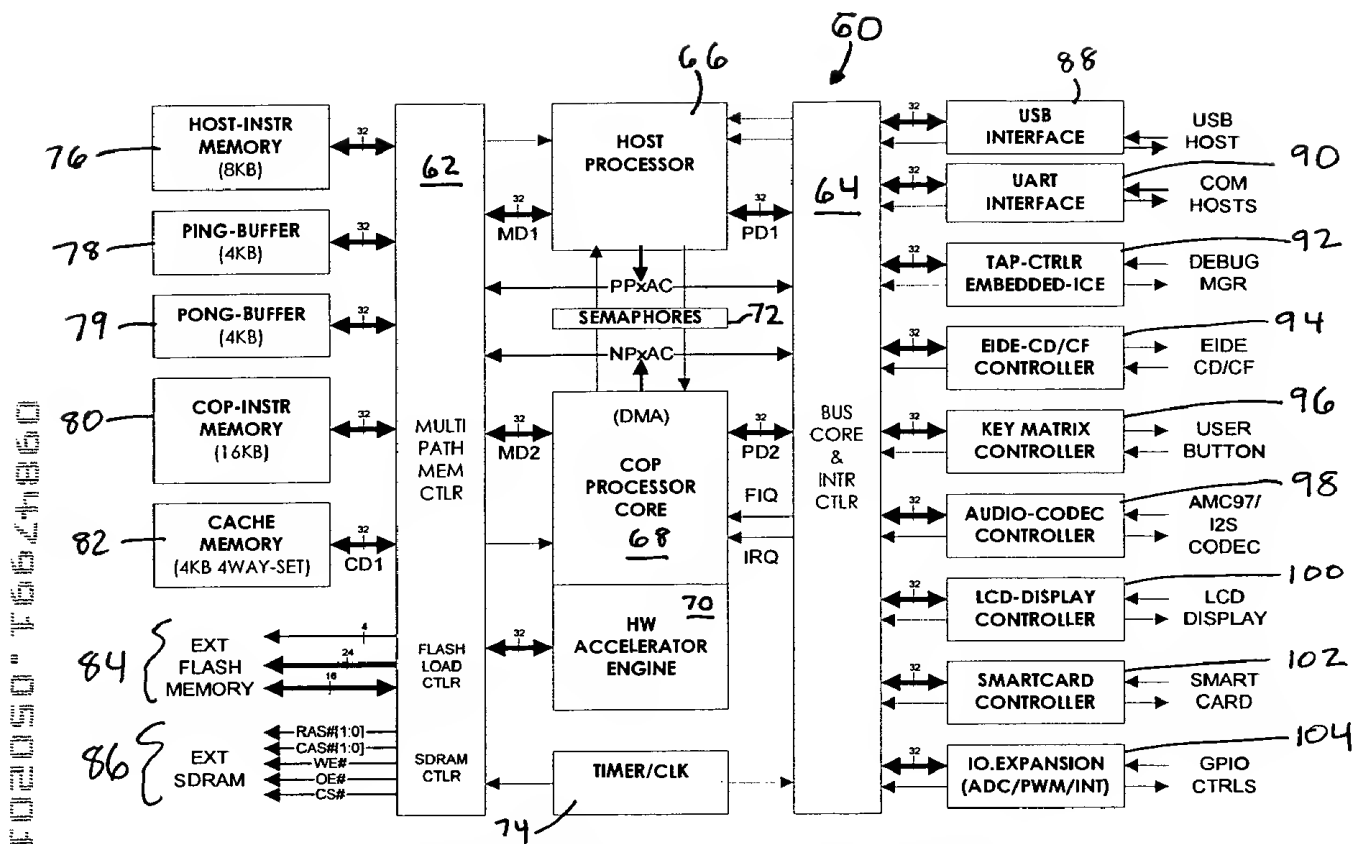 60
66
88
HOST-INSTR
MEMORY
(8KB)
32
76
62
HOST
PROCESSOR
64
32
USB
INTERFACE
USB
HOST
90
PING-BUFFER
(4KB)
32
78
32
MD1
32
PD1
32
UART
INTERFACE
COM
HOSTS
92
PONG-BUFFER
(4KB)
32
79
PPxAC
SEMAPHORES
72
NPxAC
32
TAP-CTRLR
EMBEDDED-ICE
DEBUG
MGR
94
32
EIDE-CD/CF
CONTROLLER
EIDE
CD/CF
96
COP-INSTR
MEMORY
(16KB)
32
80
MULTI
PATH
MEM
CTLR
32
MD2
(DMA)
COP
PROCESSOR
CORE
68
32
PD2
FIQ
IRQ
BUS
CORE
&
INTR
CTLR
32
KEY MATRIX
CONTROLLER
USER
BUTTON
98
CACHE
MEMORY
(4KB 4WAY-SET)
32
CD1
82
32
AUDIO-CODEC
CONTROLLER
AMC97/
I2S
CODEC
100
70
HW
ACCELERATOR
ENGINE
32
32
LCD-DISPLAY
CONTROLLER
LCD
DISPLAY
102
84
EXT
FLASH
MEMORY
4
24
16
FLASH
LOAD
CTLR
32
SMARTCARD
CONTROLLER
SMART
CARD
104
86
EXT
SDRAM
RAS#[1:0]
CAS#[1:0]
WE#
OE#
CS#
SDRAM
CTLR
TIMER/CLK
74
32
IO.EXPANSION
(ADC/PWM/INT)
GPIO
CTRLS